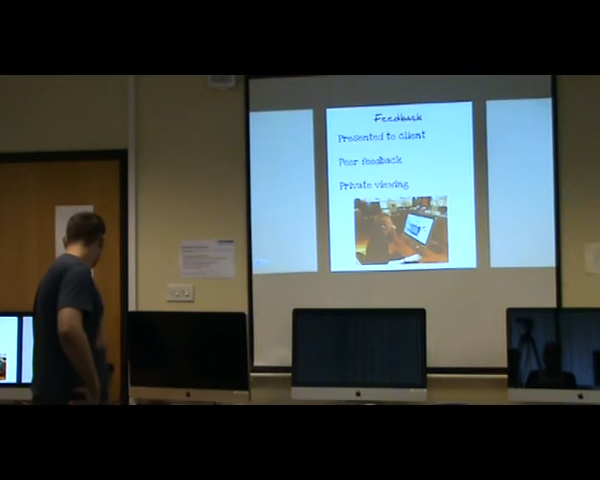 Feedback
Presented to client
Peer feedback
Private viewing